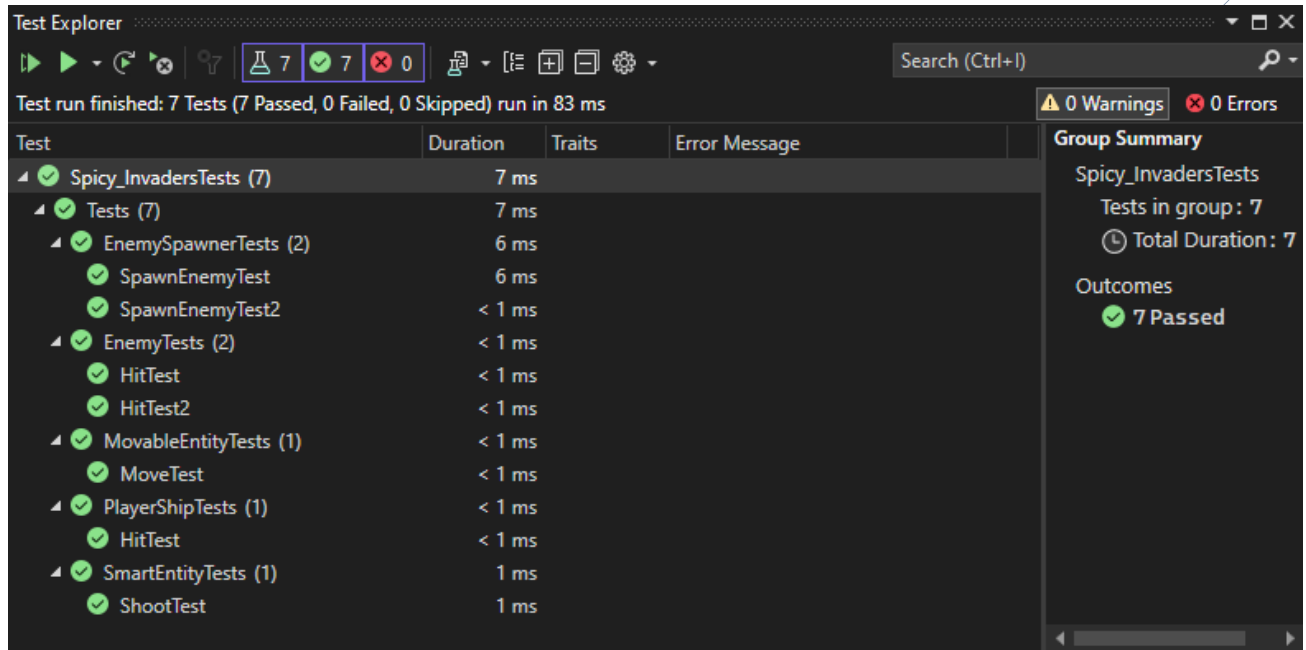 Test Explorer
7 7 0 Search (Ctrl+I)
Test run finished: 7 Tests (7 Passed, 0 Failed, 0 Skipped) run in 83 ms 0 Warnings 0 Errors
Test Duration Traits Error Message
Spicy_InvadersTests (7) 7 ms
Tests (7) 7 ms
EnemySpawnerTests (2) 6 ms
SpawnEnemyTest 6 ms
SpawnEnemyTest2 < 1 ms
EnemyTests (2) < 1 ms
HitTest < 1 ms
HitTest2 < 1 ms
MovableEntityTests (1) < 1 ms
MoveTest < 1 ms
PlayerShipTests (1) < 1 ms
HitTest < 1 ms
SmartEntityTests (1) 1 ms
ShootTest 1 ms
Group Summary
Spicy_InvadersTests
Tests in group: 7
Total Duration: 7
Outcomes
7 Passed